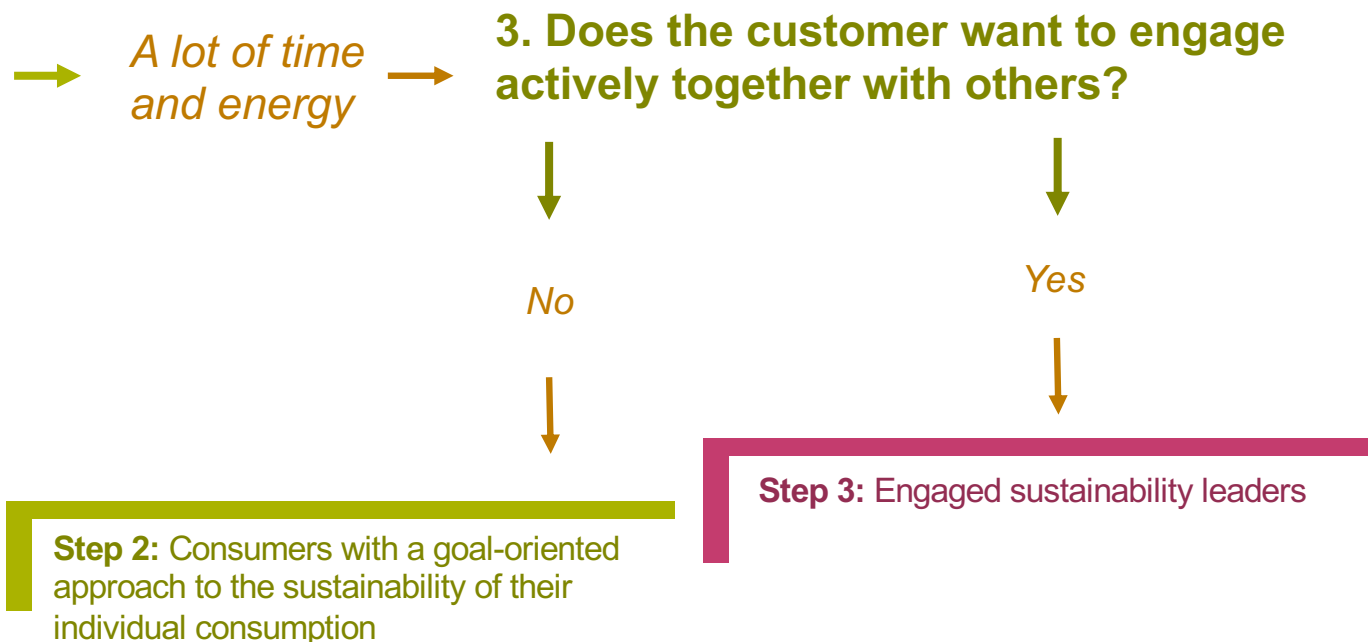 A lot of time
and energy
3. Does the customer want to engage
actively together with others?
No
Yes
Step 3: Engaged sustainability leaders
Step 2: Consumers with a goal-oriented
approach to the sustainability of their
individual consumption